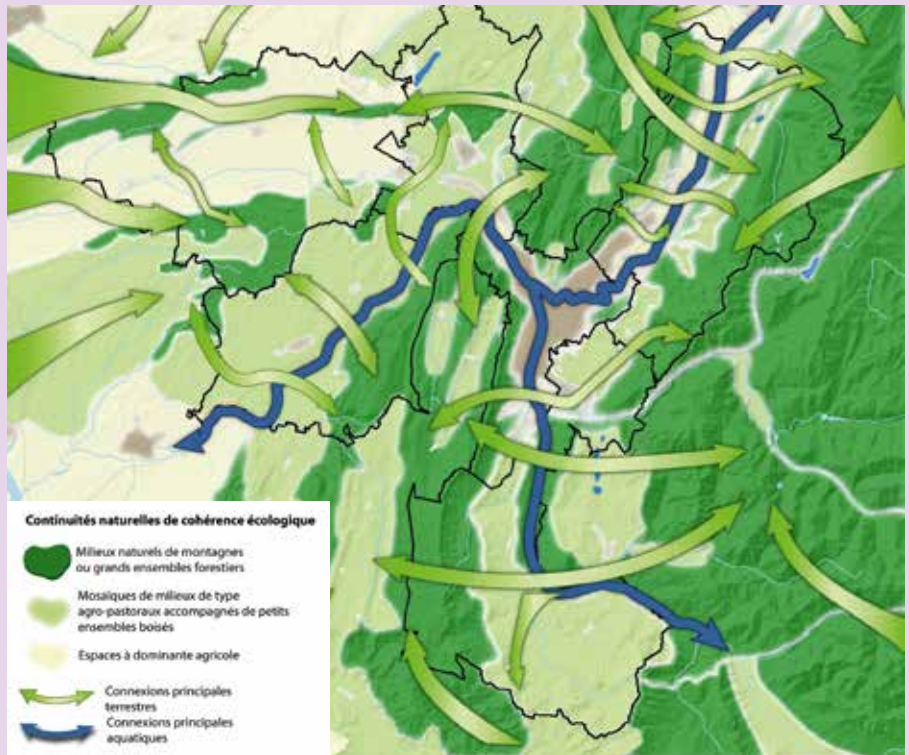 Continuités naturelles de cohérence écologique
Milieux naturels de montagnes
ou grands ensembles forestiers
Mosaïques de milieux de type
agro-pastoraux accompagnés de petits
ensembles boisés
Espaces à dominante agricole
Connexions principales
terrestres
Connexions principales
aquatiques